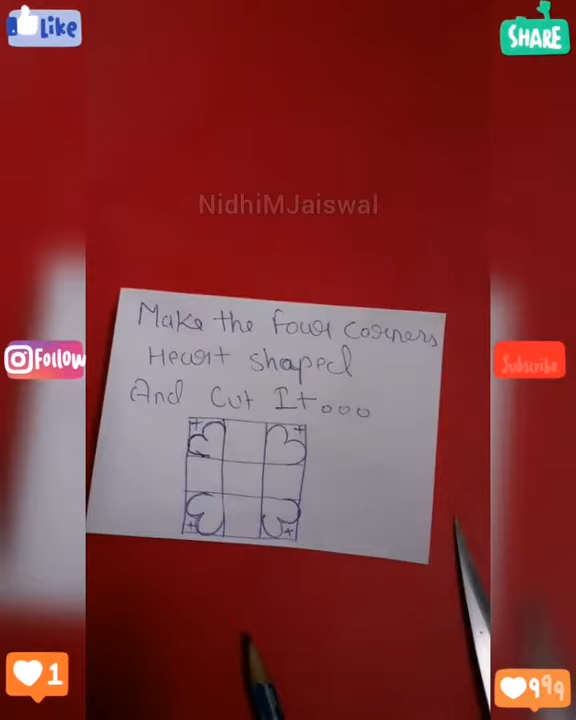 Like
SHARE
NidhiMJaiswal
Make the four corners
Heart shaped
And Cut It...
Follow
Subscribe
1
999